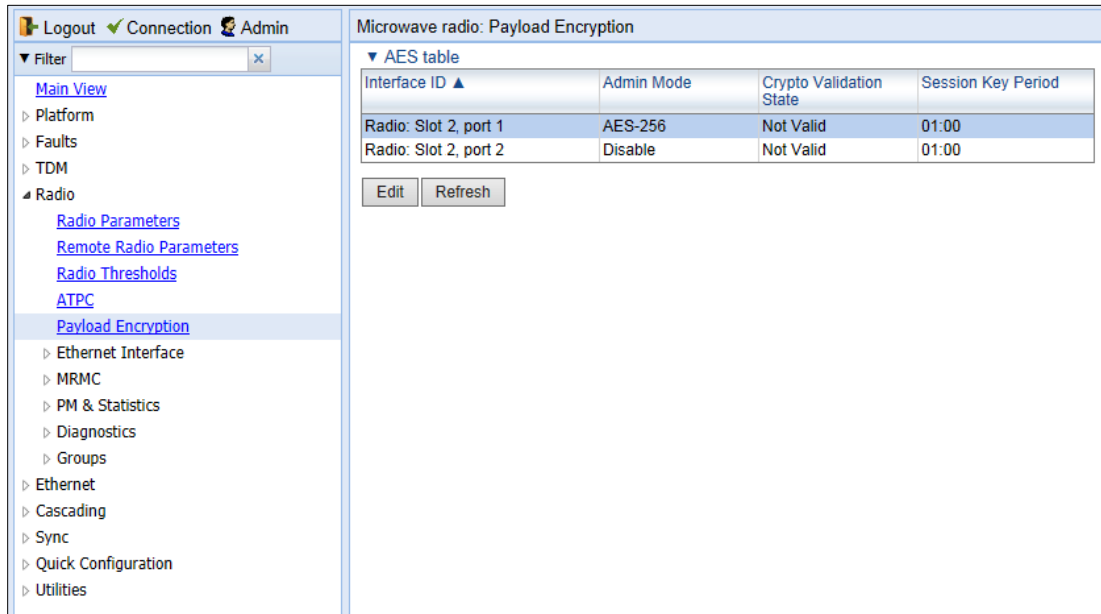 Logout Connection Admin
Filter
Main View
Platform
Faults
TDM
Radio
Radio Parameters
Remote Radio Parameters
Radio Thresholds
ATPC
Payload Encryption
Ethernet Interface
MRMC
PM & Statistics
Diagnostics
Groups
Ethernet
Cascading
Sync
Quick Configuration
Utilities
Microwave radio: Payload Encryption
▼ AES table
Interface ID ▲ Admin Mode Crypto Validation State Session Key Period
Radio: Slot 2, port 1 AES-256 Not Valid 01:00
Radio: Slot 2, port 2 Disable Not Valid 01:00
Edit Refresh